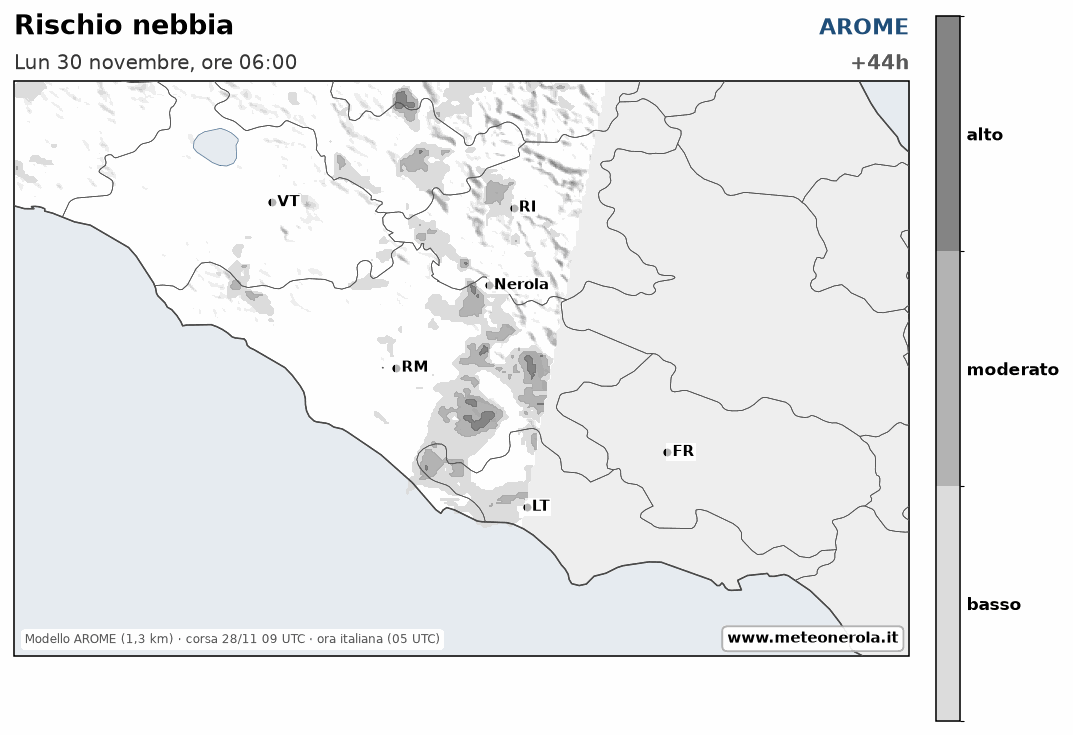 Rischio nebbia
AROME
Lun 30 novembre, ore 06:00
+44h
alto
VT
RI
Nerola
RM
moderato
FR
LT
basso
Modello AROME (1,3 km) · corsa 28/11 09 UTC · ora italiana (05 UTC)
www.meteonerola.it